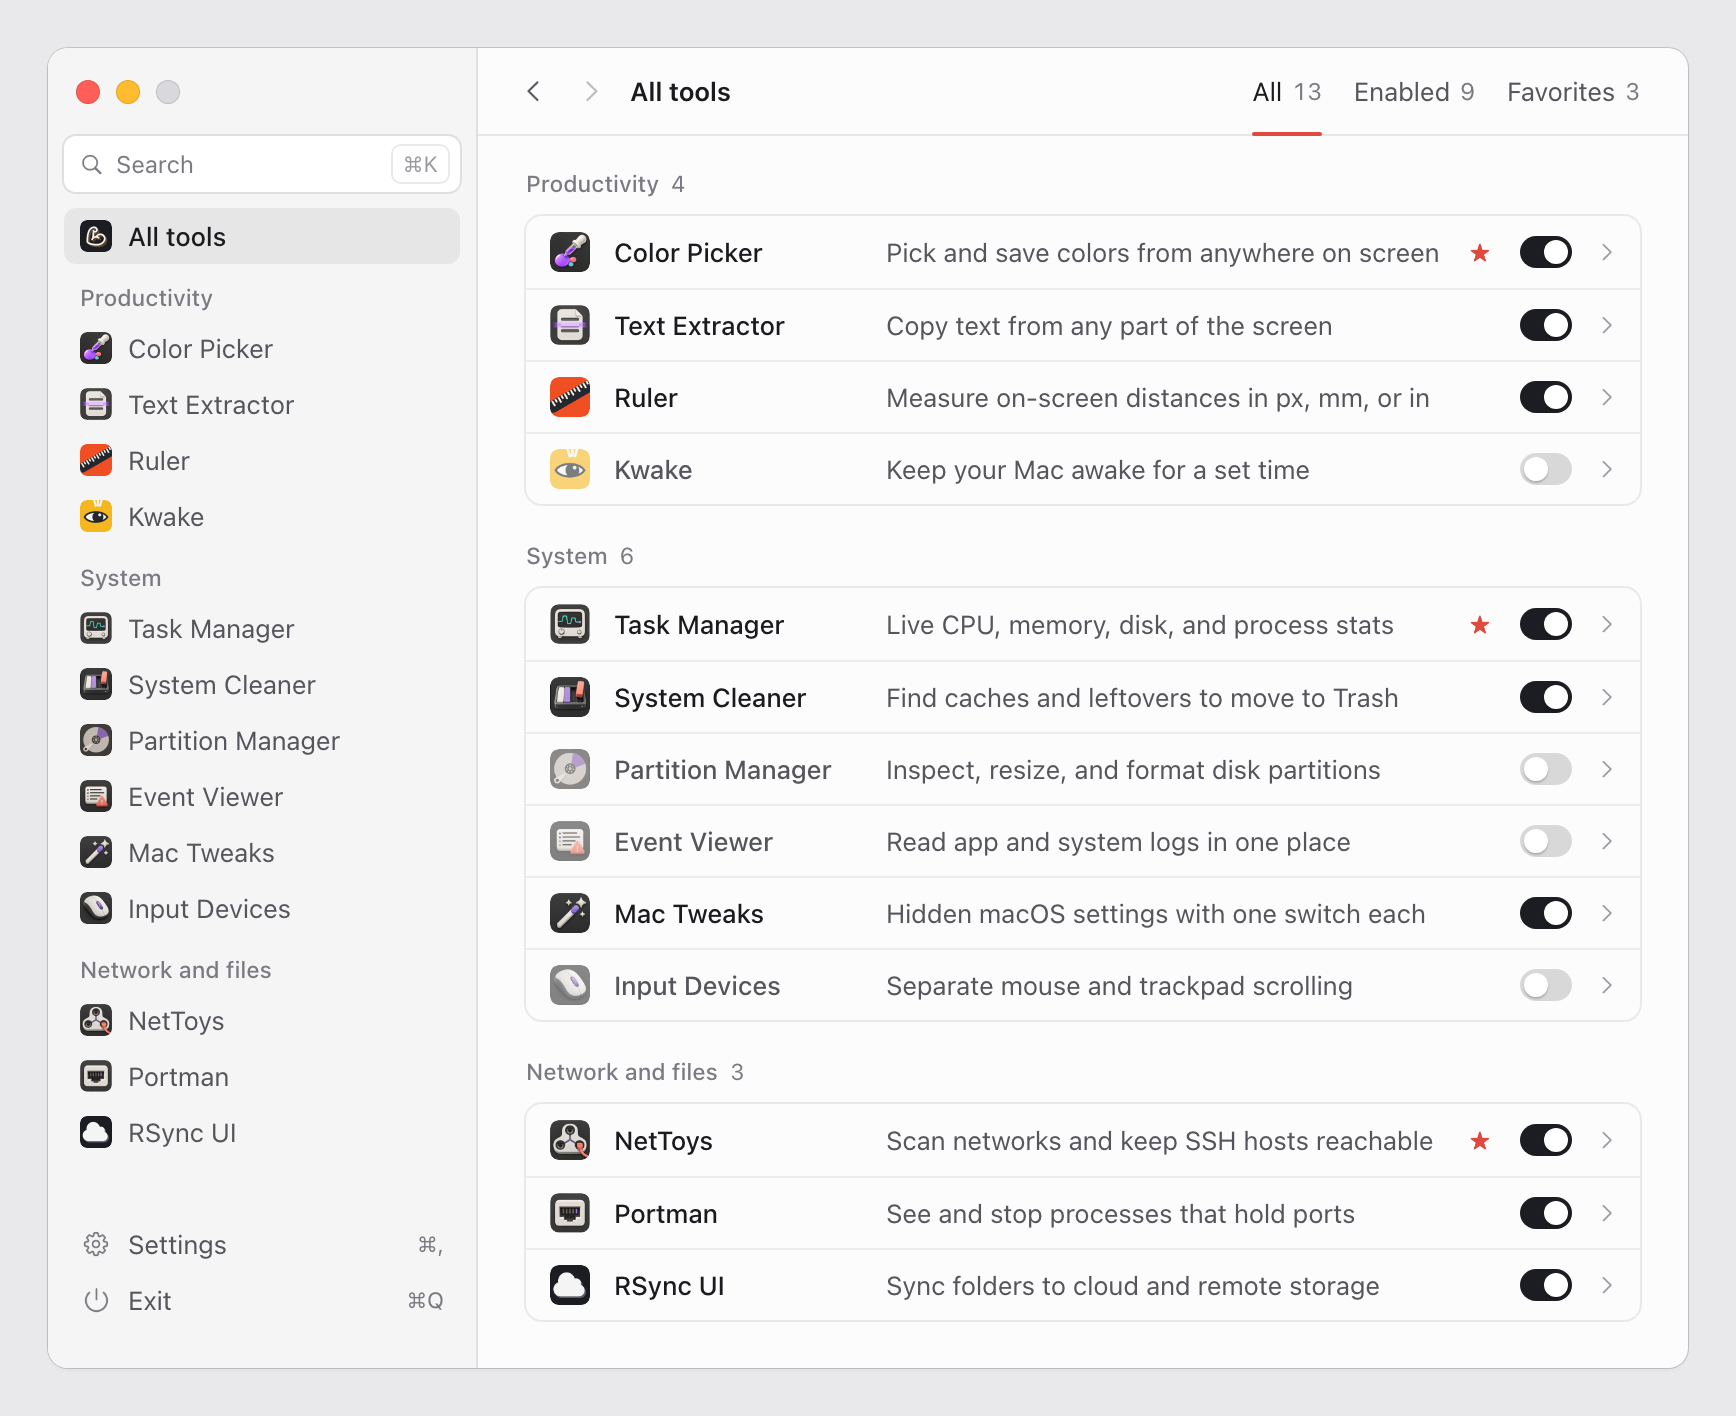 Search ⌘K
All tools
Productivity
Color Picker
Text Extractor
Ruler
Kwake
System
Task Manager
System Cleaner
Partition Manager
Event Viewer
Mac Tweaks
Input Devices
Network and files
NetToys
Portman
RSync UI
Settings ⌘,
Exit ⌘Q
All tools
All 13 Enabled 9 Favorites 3
Productivity 4
Color Picker Pick and save colors from anywhere on screen
Text Extractor Copy text from any part of the screen
Ruler Measure on-screen distances in px, mm, or in
Kwake Keep your Mac awake for a set time
System 6
Task Manager Live CPU, memory, disk, and process stats
System Cleaner Find caches and leftovers to move to Trash
Partition Manager Inspect, resize, and format disk partitions
Event Viewer Read app and system logs in one place
Mac Tweaks Hidden macOS settings with one switch each
Input Devices Separate mouse and trackpad scrolling
Network and files 3
NetToys Scan networks and keep SSH hosts reachable
Portman See and stop processes that hold ports
RSync UI Sync folders to cloud and remote storage